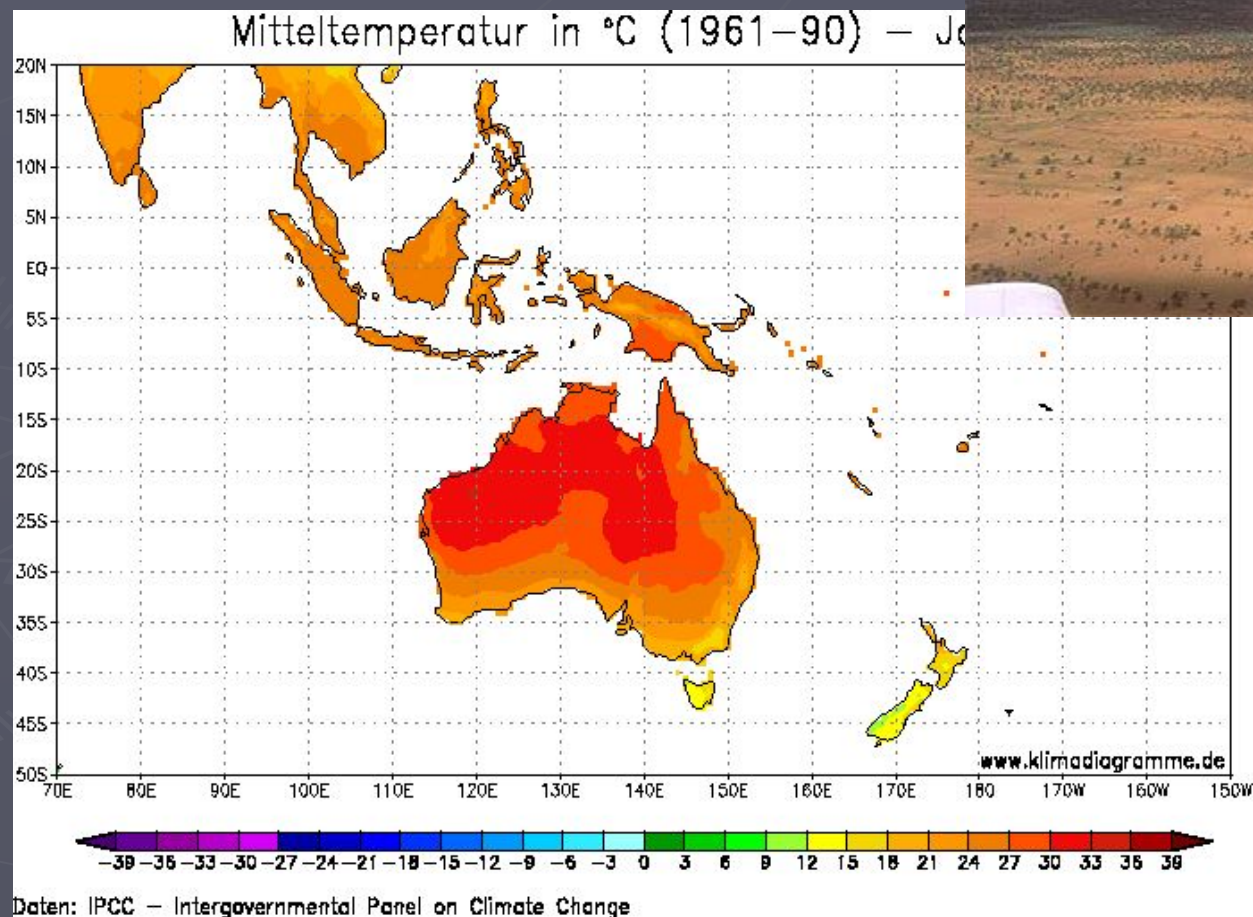 Mitteltemperatur in °C (1961-90) - Ja
20N
15N
10N
5N
EQ
5S
10S
15S
20S
25S
30S
35S
40S
45S
50S
www.klimadiagramme.de
70E 80E 90E 100E 110E 120E 130E 140E 150E 160E 170E 180 170W 160W 150W
-39 -36 -33 -30 -27 -24 -21 -18 -15 -12 -9 -6 -3 0 3 6 9 12 15 18 21 24 27 30 33 36 39
Daten: IPCC - Intergovernmental Panel on Climate Change